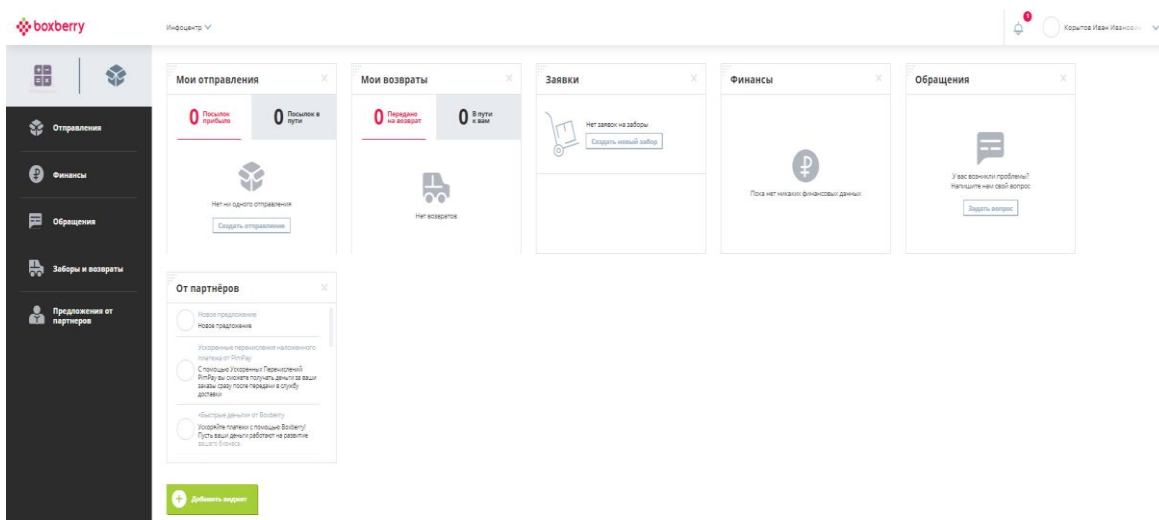 boxberry
Инфоцентр
1
Корытов Иван Иванович
Отправления
Финансы
Обращения
Заборы и возвраты
Предложения от
партнеров
Мои отправления
0 Посылок
прибыло
0 Посылок в
пути
Нет ни одного отправления
Создать отправление
Мои возвраты
0 Передано
на возврат
0 В пути
к вам
Нет возвратов
Заявки
Нет заявок на заборы
Создать новый забор
Финансы
Пока нет никаких финансовых данных
Обращения
У вас возникли проблемы?
Напишите нам свой вопрос
Задать вопрос
От партнёров
Новое предложение
Новое предложение
Ускоренные перечисления наложенного
платежа от PimPay
С помощью Ускоренных Перечислений
PimPay вы сможете получать деньги за ваши
заказы сразу после передачи в службу
доставки
«Быстрые деньги» от Boxberry
Ускоряйте платежи с помощью Boxberry!
Пусть ваши деньги работают на развитие
вашего бизнеса.
Добавить виджет